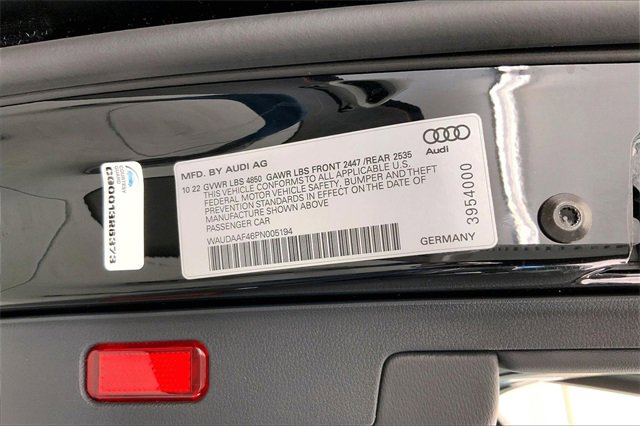 MFD. BY AUDI AG
10 22 GVWR LBS 4850 GAWR LBS FRONT 2447 /REAR 2535
THIS VEHICLE CONFORMS TO ALL APPLICABLE U.S.
FEDERAL MOTOR VEHICLE SAFETY, BUMPER AND THEFT
PREVENTION STANDARDS IN EFFECT ON THE DATE OF
MANUFACTURE SHOWN ABOVE
PASSENGER CAR
WAUDAAF46PN005194
Audi
3954000
GERMANY